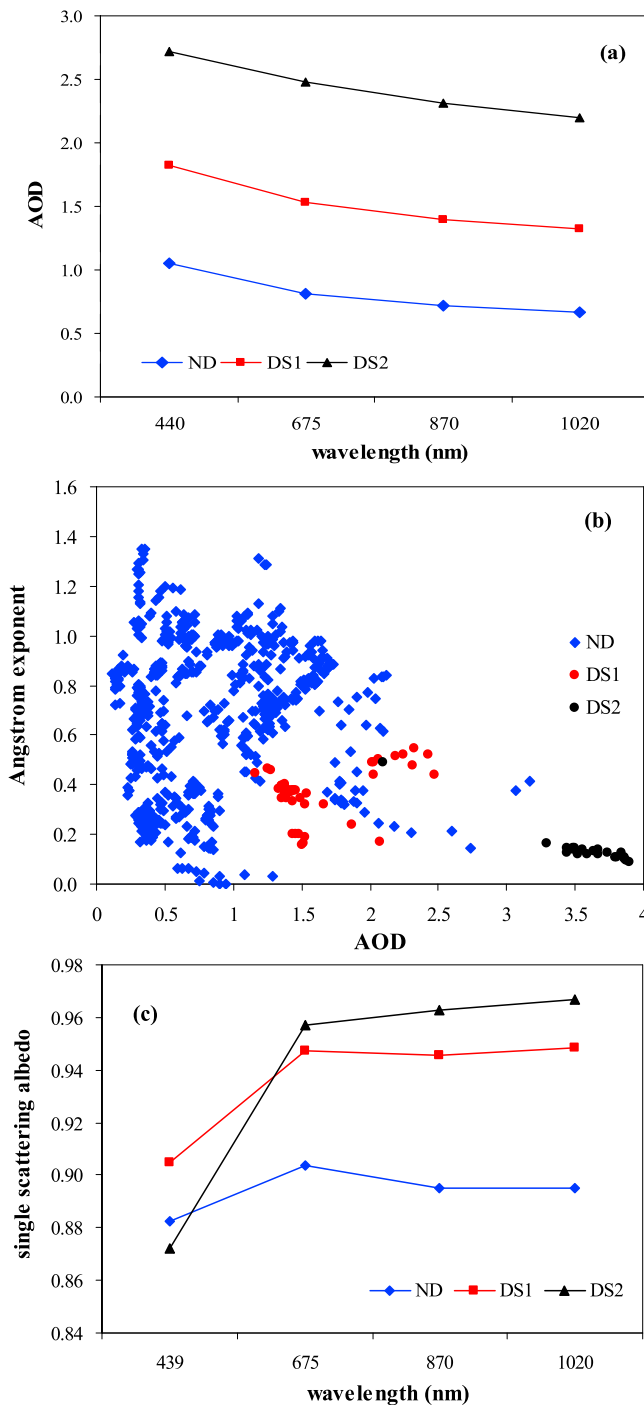 3.0
(a)
2.5
2.0
AOD
1.5
1.0
0.5
ND DS1 DS2
0.0
440 675 870 1020
wavelength (nm)
1.6
(b)
1.4
1.2
Angstrom exponent
1.0
ND
0.8
DS1
DS2
0.6
0.4
0.2
0.0
0 0.5 1 1.5 2 2.5 3 3.5 4
AOD
0.98
(c)
0.96
0.94
single scattering albedo
0.92
0.90
0.88
0.86
ND DS1 DS2
0.84
439 675 870 1020
wavelength (nm)